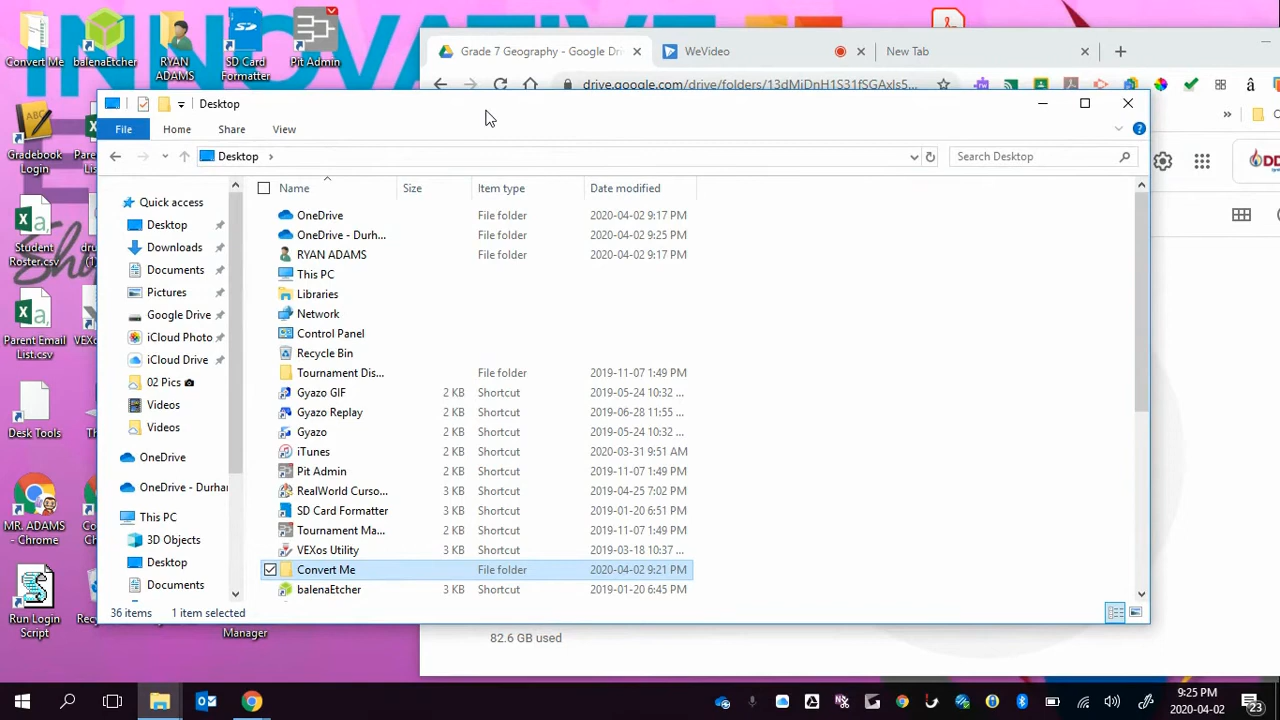 INNOVATIVE
Convert Me
balenaEtcher
RYAN ADAMS
SD Card Formatter
Pit Admin
Grade 7 Geography - Google Dri
WeVideo
New Tab
drive.google.com/drive/folders/13dMiDnH1S31fSGAxIs5...
Desktop
File Home Share View
Desktop
Search Desktop
Gradebook Login
Student Roster.csv
Parent Email List.csv
Desk Tools
MR. ADAMS - Chrome
Run Login Script
Manager
Quick access
Desktop
Downloads
Documents
Pictures
Google Drive
iCloud Photo
iCloud Drive
02 Pics
Videos
Videos
OneDrive
OneDrive - Durhar
This PC
3D Objects
Desktop
Documents
Name Size Item type Date modified
OneDrive File folder 2020-04-02 9:17 PM
OneDrive - Durh... File folder 2020-04-02 9:25 PM
RYAN ADAMS File folder 2020-04-02 9:17 PM
This PC
Libraries
Network
Control Panel
Recycle Bin
Tournament Dis... File folder 2019-11-07 1:49 PM
Gyazo GIF 2 KB Shortcut 2019-05-24 10:32 ...
Gyazo Replay 2 KB Shortcut 2019-06-28 11:55 ...
Gyazo 2 KB Shortcut 2019-05-24 10:32 ...
iTunes 2 KB Shortcut 2020-03-31 9:51 AM
Pit Admin 2 KB Shortcut 2019-11-07 1:49 PM
RealWorld Curso... 3 KB Shortcut 2019-04-25 7:02 PM
SD Card Formatter 3 KB Shortcut 2019-01-20 6:51 PM
Tournament Ma... 2 KB Shortcut 2019-11-07 1:49 PM
VEXos Utility 3 KB Shortcut 2019-03-18 10:37 ...
Convert Me File folder 2020-04-02 9:21 PM
balenaEtcher 3 KB Shortcut 2019-01-20 6:45 PM
36 items 1 item selected
82.6 GB used
9:25 PM
2020-04-02
23